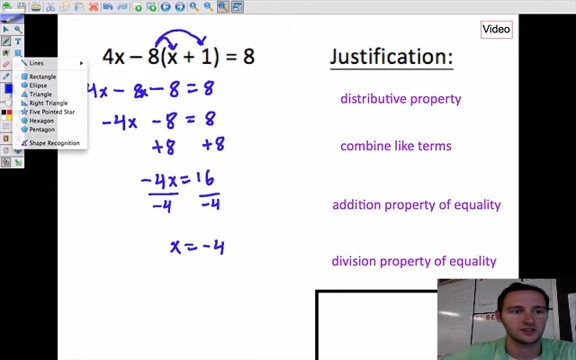 Video
4x − 8(x + 1) = 8
Justification:
Lines
Rectangle
Ellipse
Triangle
Right Triangle
Five Pointed Star
Hexagon
Pentagon
Shape Recognition
4x − 8x − 8 = 8
distributive property
-4x - 8 = 8
+8 +8
combine like terms
-4x = 16
-4 -4
addition property of equality
x = -4
division property of equality